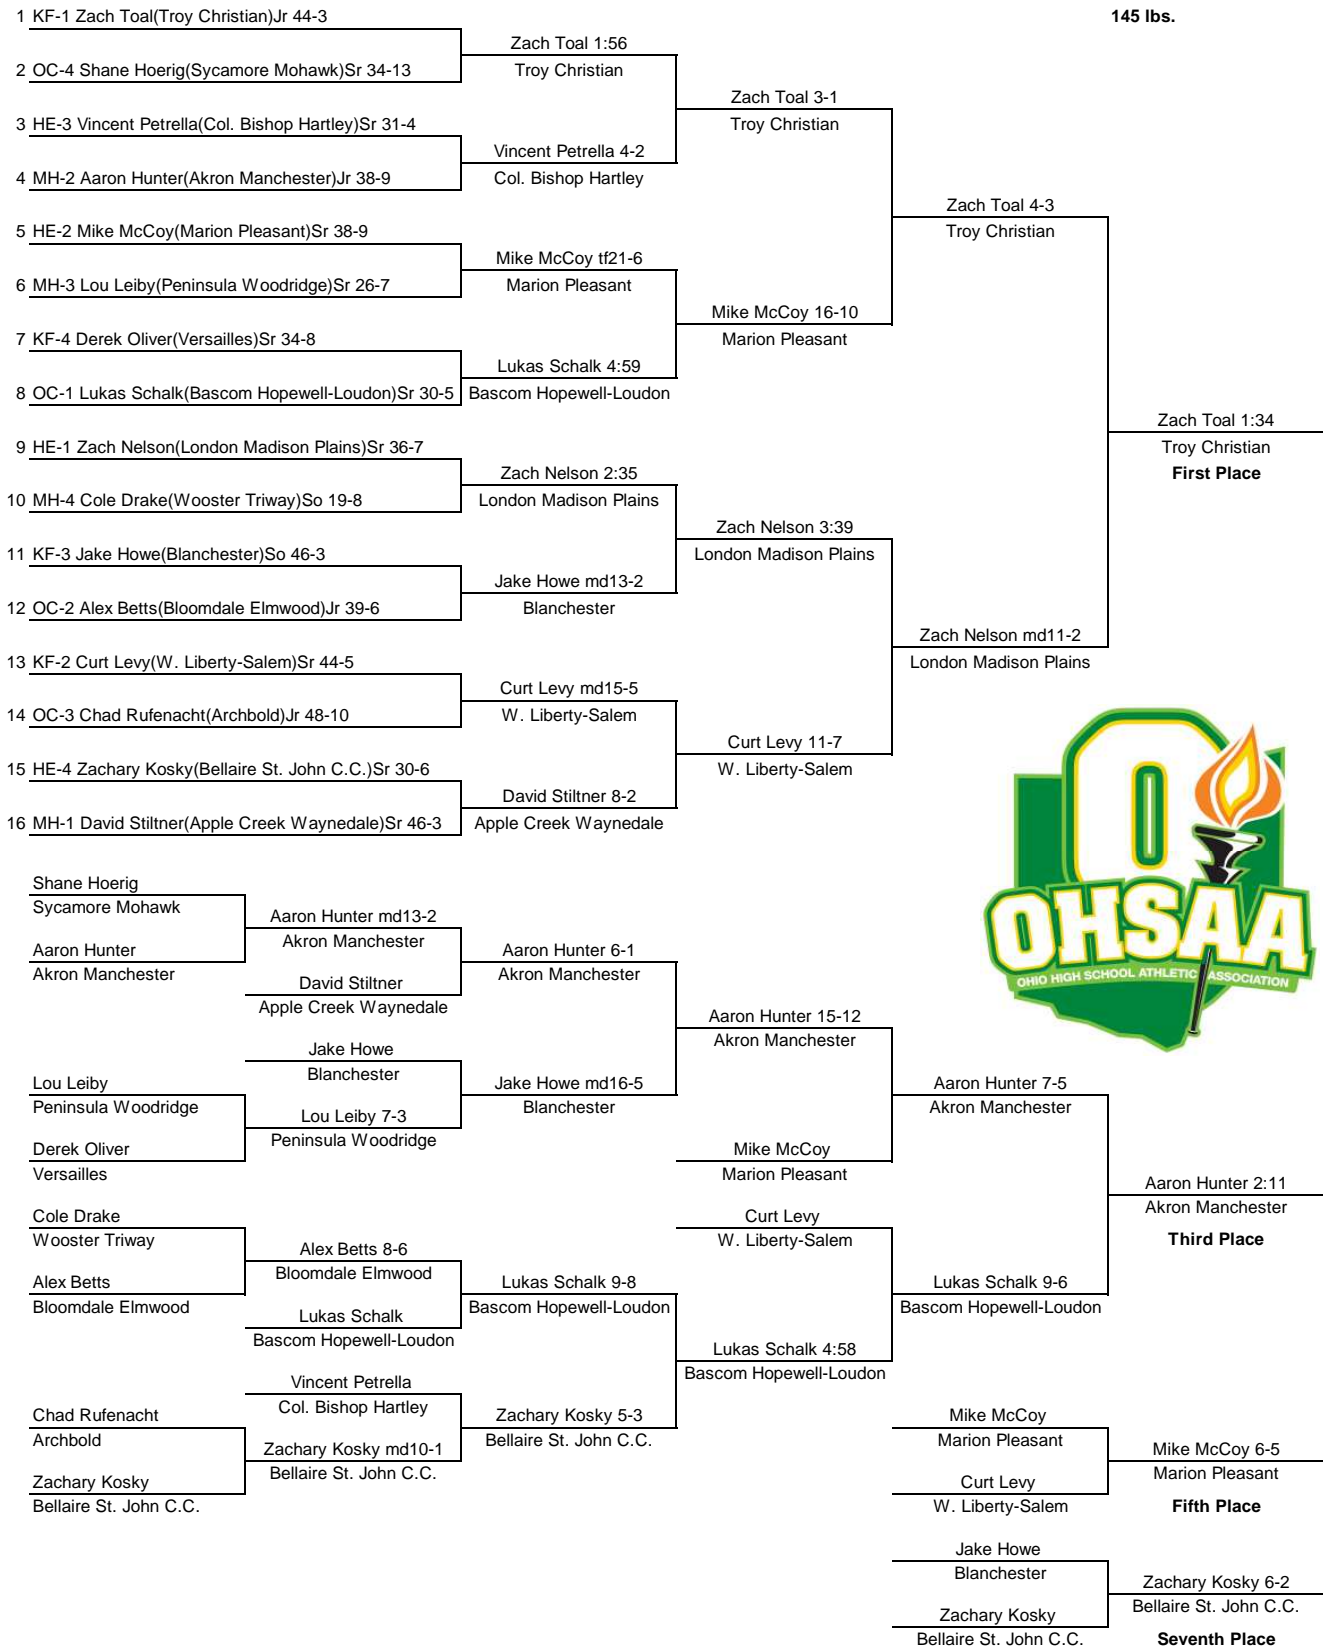 145 lbs.
1 KF-1 Zach Toal(Troy Christian)Jr 44-3
2 OC-4 Shane Hoerig(Sycamore Mohawk)Sr 34-13
3 HE-3 Vincent Petrella(Col. Bishop Hartley)Sr 31-4
4 MH-2 Aaron Hunter(Akron Manchester)Jr 38-9
5 HE-2 Mike McCoy(Marion Pleasant)Sr 38-9
6 MH-3 Lou Leiby(Peninsula Woodridge)Sr 26-7
7 KF-4 Derek Oliver(Versailles)Sr 34-8
8 OC-1 Lukas Schalk(Bascom Hopewell-Loudon)Sr 30-5
9 HE-1 Zach Nelson(London Madison Plains)Sr 36-7
10 MH-4 Cole Drake(Wooster Triway)So 19-8
11 KF-3 Jake Howe(Blanchester)So 46-3
12 OC-2 Alex Betts(Bloomdale Elmwood)Jr 39-6
13 KF-2 Curt Levy(W. Liberty-Salem)Sr 44-5
14 OC-3 Chad Rufenacht(Archbold)Jr 48-10
15 HE-4 Zachary Kosky(Bellaire St. John C.C.)Sr 30-6
16 MH-1 David Stiltner(Apple Creek Waynedale)Sr 46-3
Zach Toal 1:56
Troy Christian
Vincent Petrella 4-2
Col. Bishop Hartley
Mike McCoy tf21-6
Marion Pleasant
Lukas Schalk 4:59
Bascom Hopewell-Loudon
Zach Nelson 2:35
London Madison Plains
Jake Howe md13-2
Blanchester
Curt Levy md15-5
W. Liberty-Salem
David Stiltner 8-2
Apple Creek Waynedale
Zach Toal 3-1
Troy Christian
Mike McCoy 16-10
Marion Pleasant
Zach Nelson 3:39
London Madison Plains
Curt Levy 11-7
W. Liberty-Salem
Zach Toal 4-3
Troy Christian
Zach Nelson md11-2
London Madison Plains
Zach Toal 1:34
Troy Christian
First Place
O
OHSAA
OHIO HIGH SCHOOL ATHLETIC ASSOCIATION
Shane Hoerig
Sycamore Mohawk
Aaron Hunter
Akron Manchester
Lou Leiby
Peninsula Woodridge
Derek Oliver
Versailles
Cole Drake
Wooster Triway
Alex Betts
Bloomdale Elmwood
Chad Rufenacht
Archbold
Zachary Kosky
Bellaire St. John C.C.
Aaron Hunter md13-2
Akron Manchester
David Stiltner
Apple Creek Waynedale
Jake Howe
Blanchester
Lou Leiby 7-3
Peninsula Woodridge
Alex Betts 8-6
Bloomdale Elmwood
Lukas Schalk
Bascom Hopewell-Loudon
Vincent Petrella
Col. Bishop Hartley
Zachary Kosky md10-1
Bellaire St. John C.C.
Aaron Hunter 6-1
Akron Manchester
Jake Howe md16-5
Blanchester
Lukas Schalk 9-8
Bascom Hopewell-Loudon
Zachary Kosky 5-3
Bellaire St. John C.C.
Aaron Hunter 15-12
Akron Manchester
Mike McCoy
Marion Pleasant
Curt Levy
W. Liberty-Salem
Lukas Schalk 4:58
Bascom Hopewell-Loudon
Aaron Hunter 7-5
Akron Manchester
Lukas Schalk 9-6
Bascom Hopewell-Loudon
Aaron Hunter 2:11
Akron Manchester
Third Place
Mike McCoy
Marion Pleasant
Curt Levy
W. Liberty-Salem
Mike McCoy 6-5
Marion Pleasant
Fifth Place
Jake Howe
Blanchester
Zachary Kosky
Bellaire St. John C.C.
Zachary Kosky 6-2
Bellaire St. John C.C.
Seventh Place